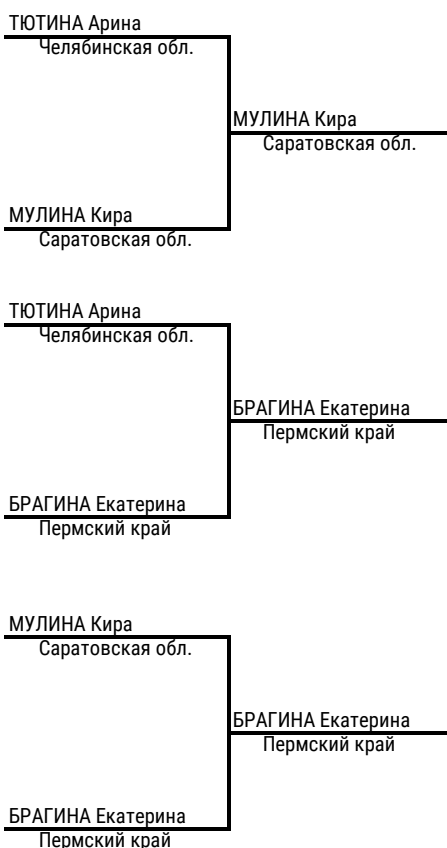 ТЮТИНА Арина
Челябинская обл.
МУЛИНА Кира
Саратовская обл.
МУЛИНА Кира
Саратовская обл.
ТЮТИНА Арина
Челябинская обл.
БРАГИНА Екатерина
Пермский край
БРАГИНА Екатерина
Пермский край
МУЛИНА Кира
Саратовская обл.
БРАГИНА Екатерина
Пермский край
БРАГИНА Екатерина
Пермский край